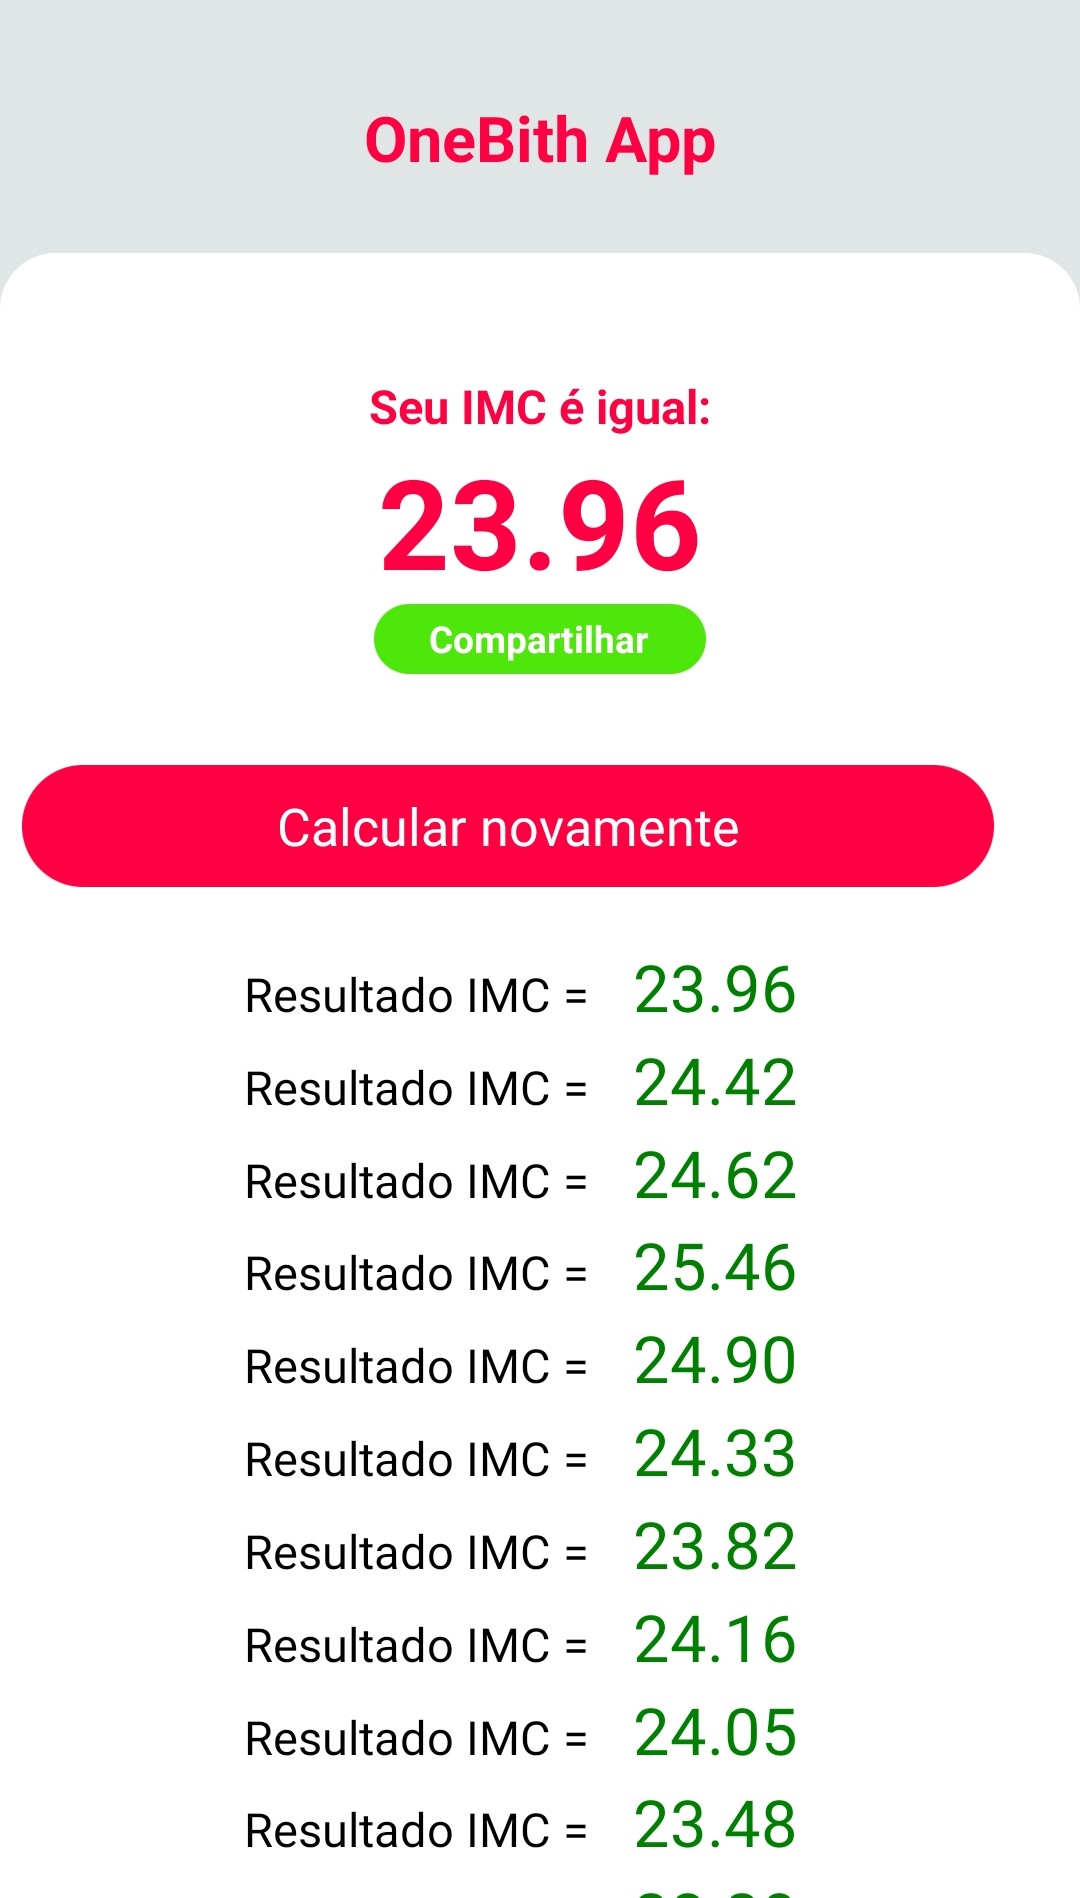 OneBith App
Seu IMC é igual:
23.96
Compartilhar
Calcular novamente
Resultado IMC = 23.96
Resultado IMC = 24.42
Resultado IMC = 24.62
Resultado IMC = 25.46
Resultado IMC = 24.90
Resultado IMC = 24.33
Resultado IMC = 23.82
Resultado IMC = 24.16
Resultado IMC = 24.05
Resultado IMC = 23.48